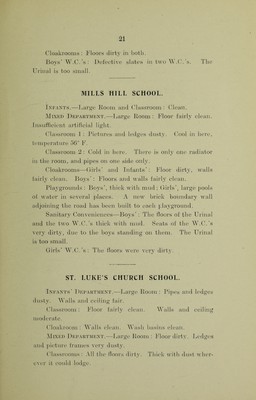 21
Cloakrooms : Floors dirty in both.
Boys' W.C.'s : Defective slates in two W.C.'s. The
Urinal is too small.
MILLS HILL SCHOOL.
Infants.—Large Room and Classroom : Clean.
Mixed Department.—Large Room : Floor fairly clean.
Insufficient artificial light.
Classroom 1 : Pictures and ledges dusty. Cool in here,
temperature 56° F.
Classroom 2 : Cold in here. There is only one radiator
in the room, and pipes on one side only.
Cloakrooms—Girls' and Infants' : Floor dirty, walls
fairly clean. Boys' : Floors and walls fairly clean.
Playgrounds : Boys', thick with mud ; Girls', large pools
of water in several places. A new brick boundary wall
adjoining the road has been built to each playground.
Sanitary Conveniences—Boys' : The floors of the Urinal
and the two W.C.'s thick with mud. Seats of the W.C.'s
very dirty, due to the boys standing on them. The Urinal
is too small.
Girls' W.C.'s : The floors were very dirty.
ST. LUKE'S CHURCH SCHOOL.
Infants' Department.—Large Room : Pipes and ledges
dusty. Walls and ceiling fair.
Classroom : Floor fairly clean. Walls and ceiling
moderate.
Cloakroom : Walls clean. Wash basins clean.
Mixed Department.—Large Room : Floor dirty. Ledges
and picture frames very dusty.
Classrooms : All the floors dirty. Thick with dust wher-
ever it could lodge.